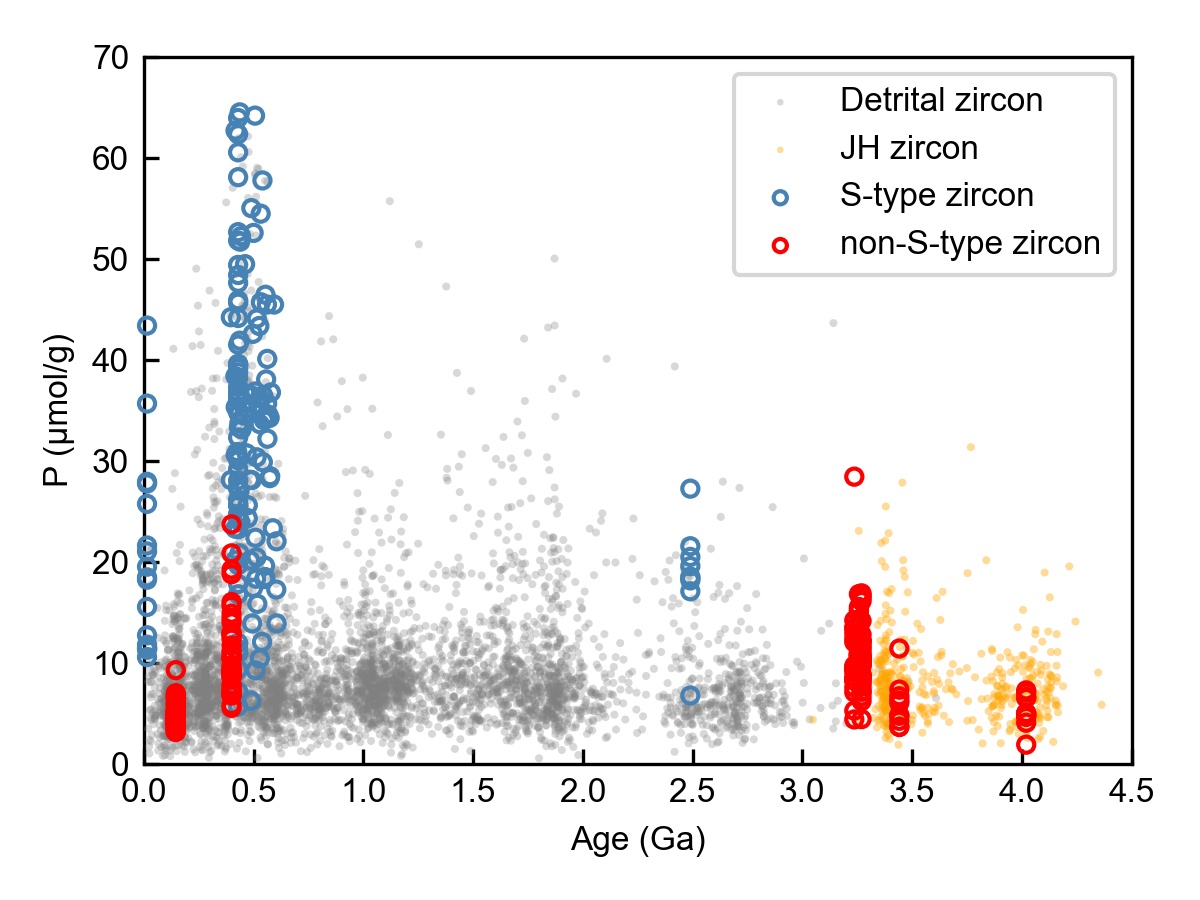 70
60
50
40
30
20
10
0
P (μmol/g)
Detrital zircon
JH zircon
S-type zircon
non-S-type zircon
0.0 0.5 1.0 1.5 2.0 2.5 3.0 3.5 4.0 4.5
Age (Ga)